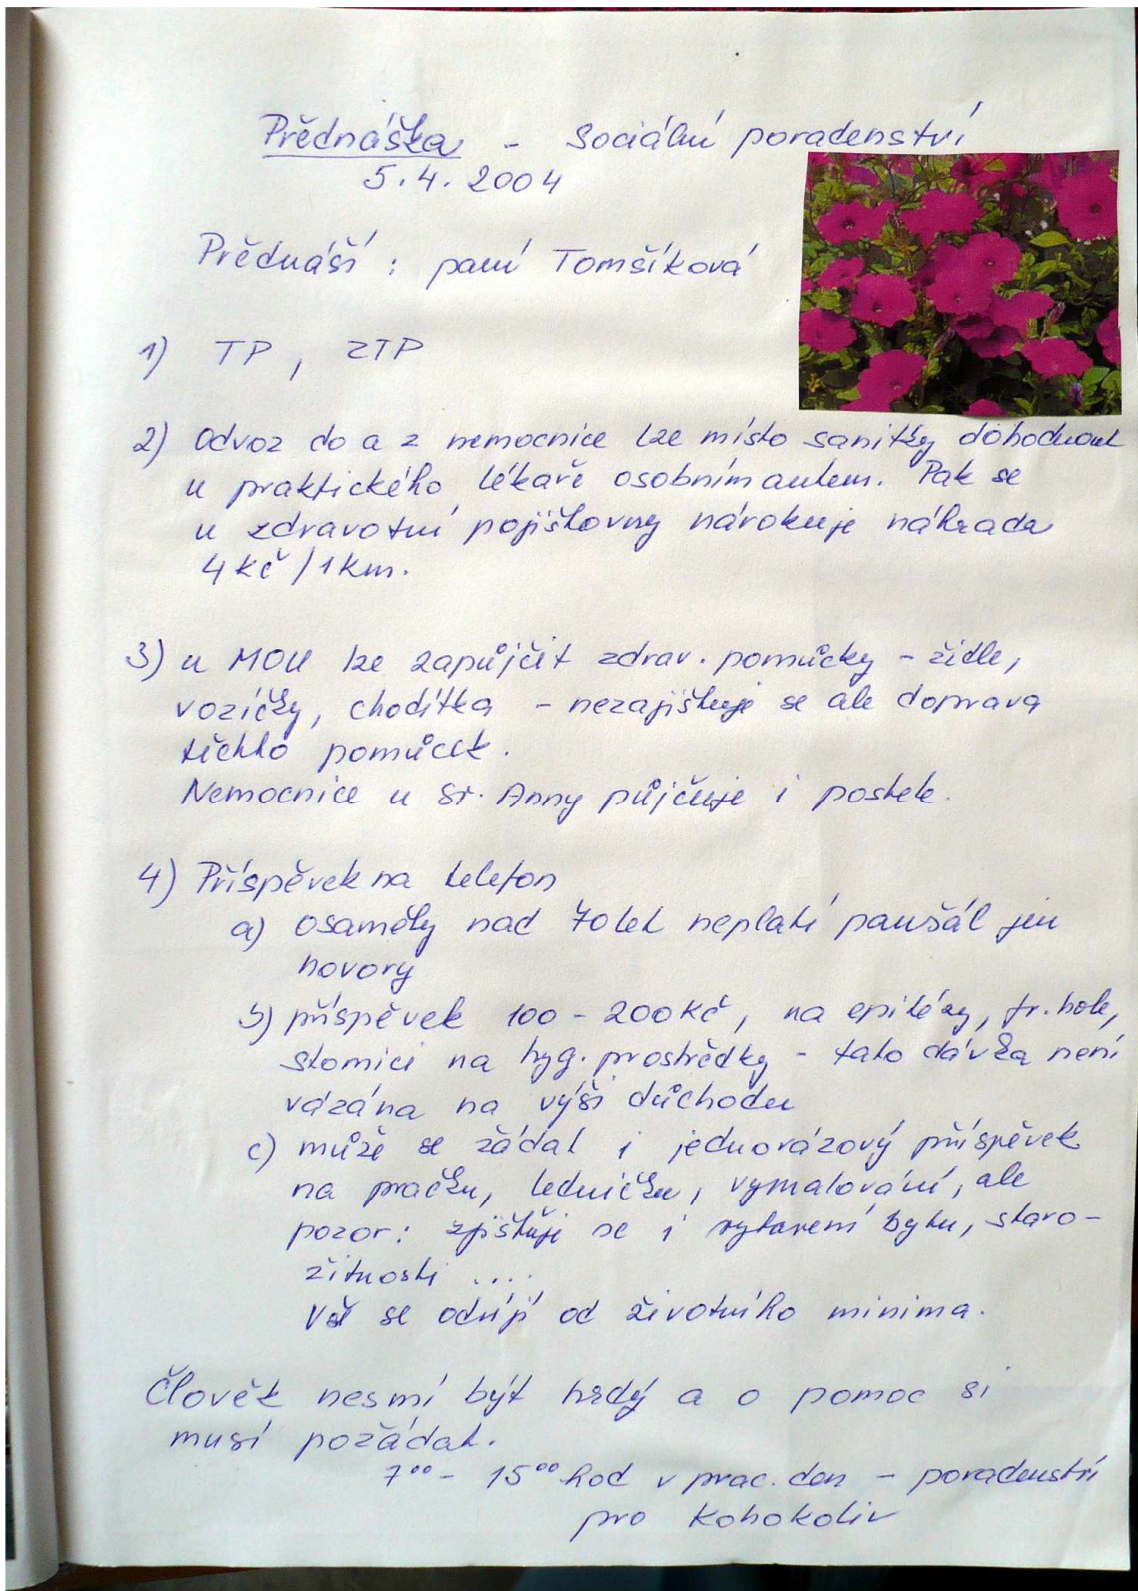 Přednáška - Sociální poradenství
5.4.2004
Přednáší : paní Tomšíková
1) TP, ZTP
2) Odvoz do a z nemocnice lze místo sanitky dohodnout
u praktického lékaře osobním autem. Pak se
u zdravotní pojišťovny nárokuje náhrada
4 Kč / 1 km.
3) u MOU lze zapůjčit zdrav. pomůcky - židle,
vozíčky, chodítka - nezajišťuje se ale doprava
těchto pomůcek.
Nemocnice u Sv. Anny půjčuje i postele.
4) Příspěvek na telefon
a) osamělý nad 70 let neplatí paušál jen
hovory
b) příspěvek 100 - 200 Kč, na epitézy, fr. hole,
stomici na hyg. prostředky - tato dávka není
vázána na výši důchodu
c) může se žádat i jednorázový příspěvek
na pračku, ledničku, vymalování, ale
pozor: zjišťuje se i vybavení bytu, staro-
žitnosti ....
Vše se odvíjí od životního minima.
Člověk nesmí být hrdý a o pomoc si
musí požádat.
7⁰⁰ - 15⁰⁰ hod v prac. den - poradenství
pro kohokoliv